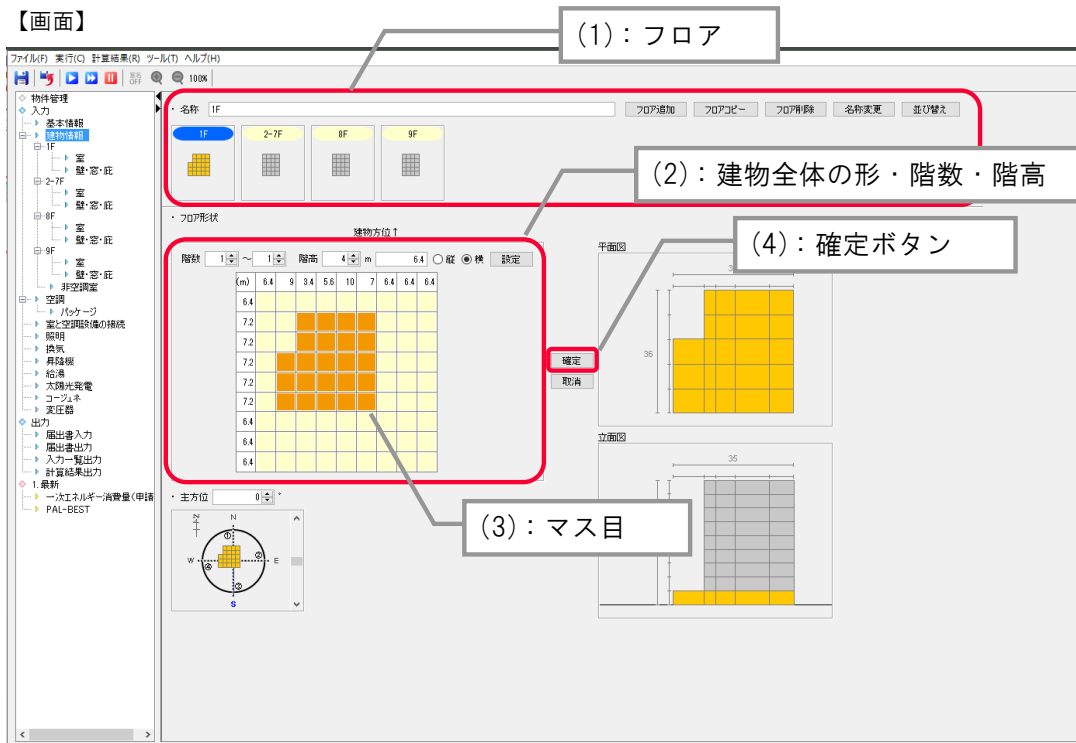 【画面】
(1)：フロア
ファイル(F) 実行(C) 計算結果(R) ツール(T) ヘルプ(H)
100%
物件管理
入力
基本情報
建物情報
1F
室
壁・窓・庇
2-7F
室
壁・窓・庇
8F
室
壁・窓・庇
9F
室
壁・窓・庇
非空調室
空調
パッケージ
室と空調設備の接続
照明
換気
昇降機
給湯
太陽光発電
コージェネ
変圧器
出力
届出書入力
届出書出力
入力一覧出力
計算結果出力
1.最新
一次エネルギー消費量(申請
PAL-BEST
・ 名称 1F フロア追加 フロアコピー フロア削除 名称変更 並び替え
1F 2-7F 8F 9F
(2)：建物全体の形・階数・階高
・ フロア形状
建物方位↑
階数 1 ～ 1 階高 4 m 6.4 縦 横 設定
(m) 6.4 9 3.4 5.6 10 7 6.4 6.4 6.4
6.4
7.2
7.2
7.2
7.2
7.2
6.4
6.4
6.4
(4)：確定ボタン
確定
取消
平面図
36
立面図
35
(3)：マス目
・ 主方位 0 °
N
N
W E
S
① ② ③ ④